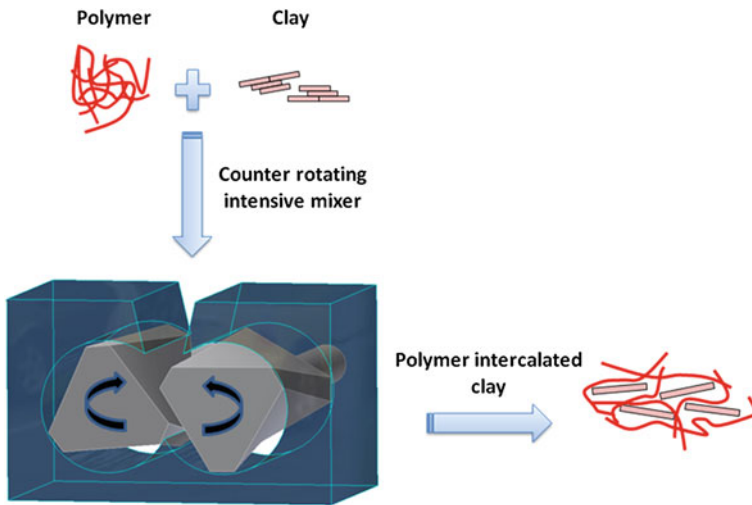 Polymer
Clay
Counter rotating
intensive mixer
Polymer intercalated
clay